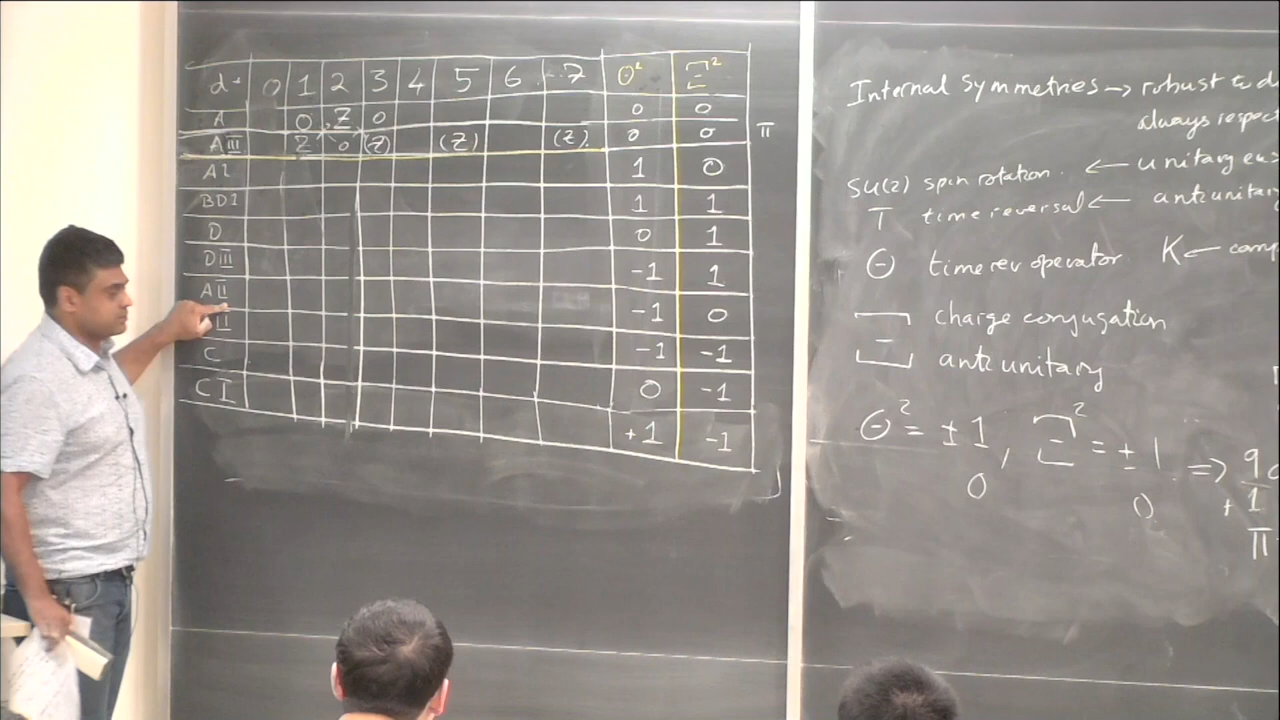 d→ 0 1 2 3 4 5 6 ..7 Θ² Ξ²
A 0 Z 0 0 0
AIII Z 0 (Z) (Z) (Z). 0 0 Π
AI 1 0
BDI 1 1
D 0 1
DIII -1 1
AII -1 0
II
C -1 -1
CI 0 -1
+1 -1
Internal Symmetries → robust to
always
SU(2) spin rotation. ← unitary
T time reversal ← antiunitary
Θ time rev operator K ←
Ξ charge conjugation
antiunitary
Θ² = ±1, Ξ² = ±1 ⇒ 9
0 0 + 1
Π